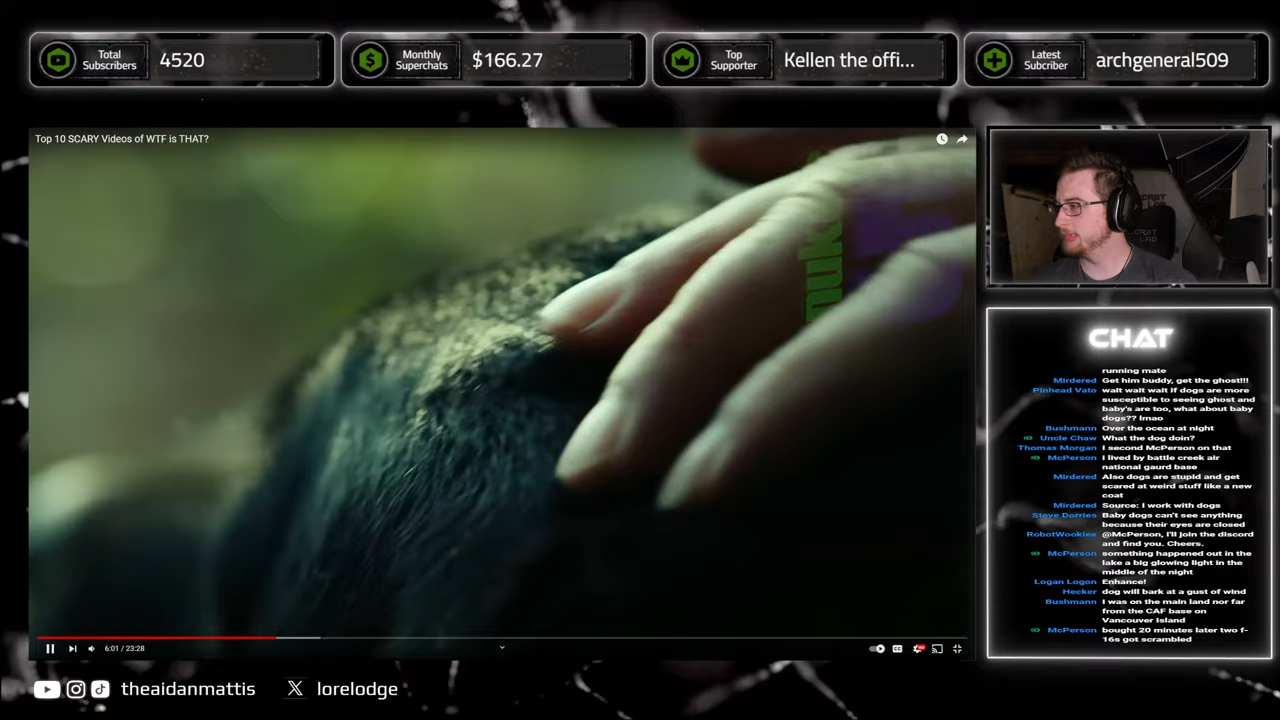 Total
Subscribers
4520
Monthly
Superchats
$166.27
Top
Supporter
Kellen the offi...
Latest
Subcriber
archgeneral509
Top 10 SCARY Videos of WTF is THAT?
6:01 / 23:28
CHAT
running mate
Mirdered Get him buddy, get the ghost!!!
Pinhead Vato wait wait wait if dogs are more
susceptible to seeing ghost and
baby's are too, what about baby
dogs?? lmao
Bushmann Over the ocean at night
Uncle Chaw What the dog doin?
Thomas Morgan I second McPerson on that
McPerson i lived by battle creek air
national gaurd base
Mirdered Also dogs are stupid and get
scared at weird stuff like a new
coat
Mirdered Source: I work with dogs
Steve Dorries Baby dogs can't see anything
because their eyes are closed
RobotWookiee @McPerson, I'll join the discord
and find you. Cheers.
McPerson something happened out in the
lake a big glowing light in the
middle of the night
Logan Logon Enhance!
Hecker dog will bark at a gust of wind
Bushmann I was on the main land nor far
from the CAF base on
Vancouver Island
McPerson bought 20 minutes later two f-
16s got scrambled
theaidanmattis
lorelodge